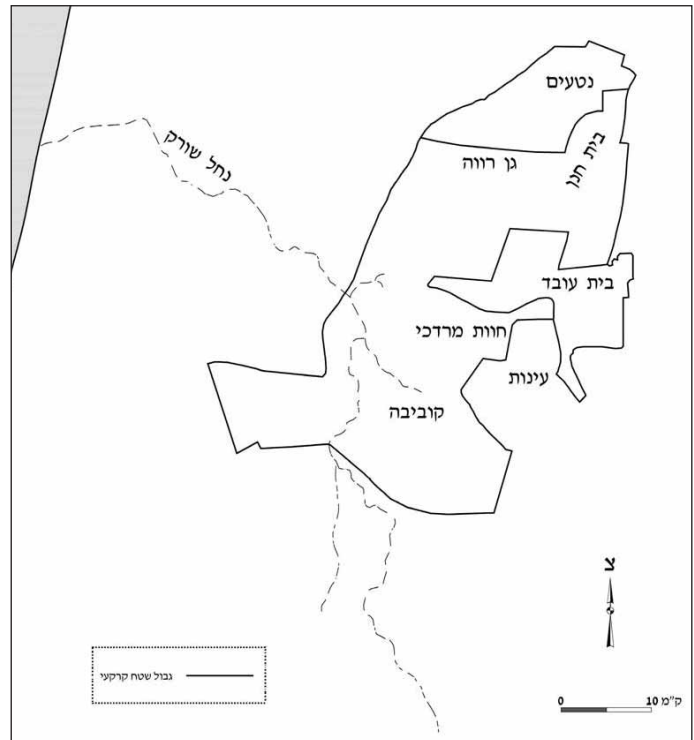 נטעים
בית חנן
גן רווה
נחל שורק
בית עובד
חוות מרדכי
עינות
קוביבה
צ
גבול שטח קרקעי
0 10 ק"מ